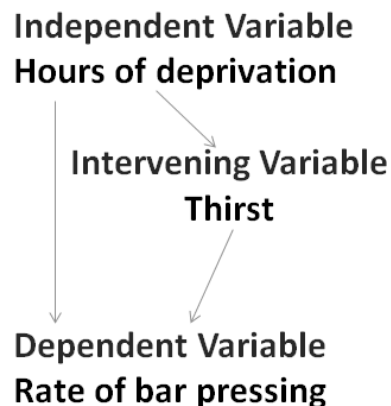 Independent Variable
Hours of deprivation
Intervening Variable
Thirst
Dependent Variable
Rate of bar pressing